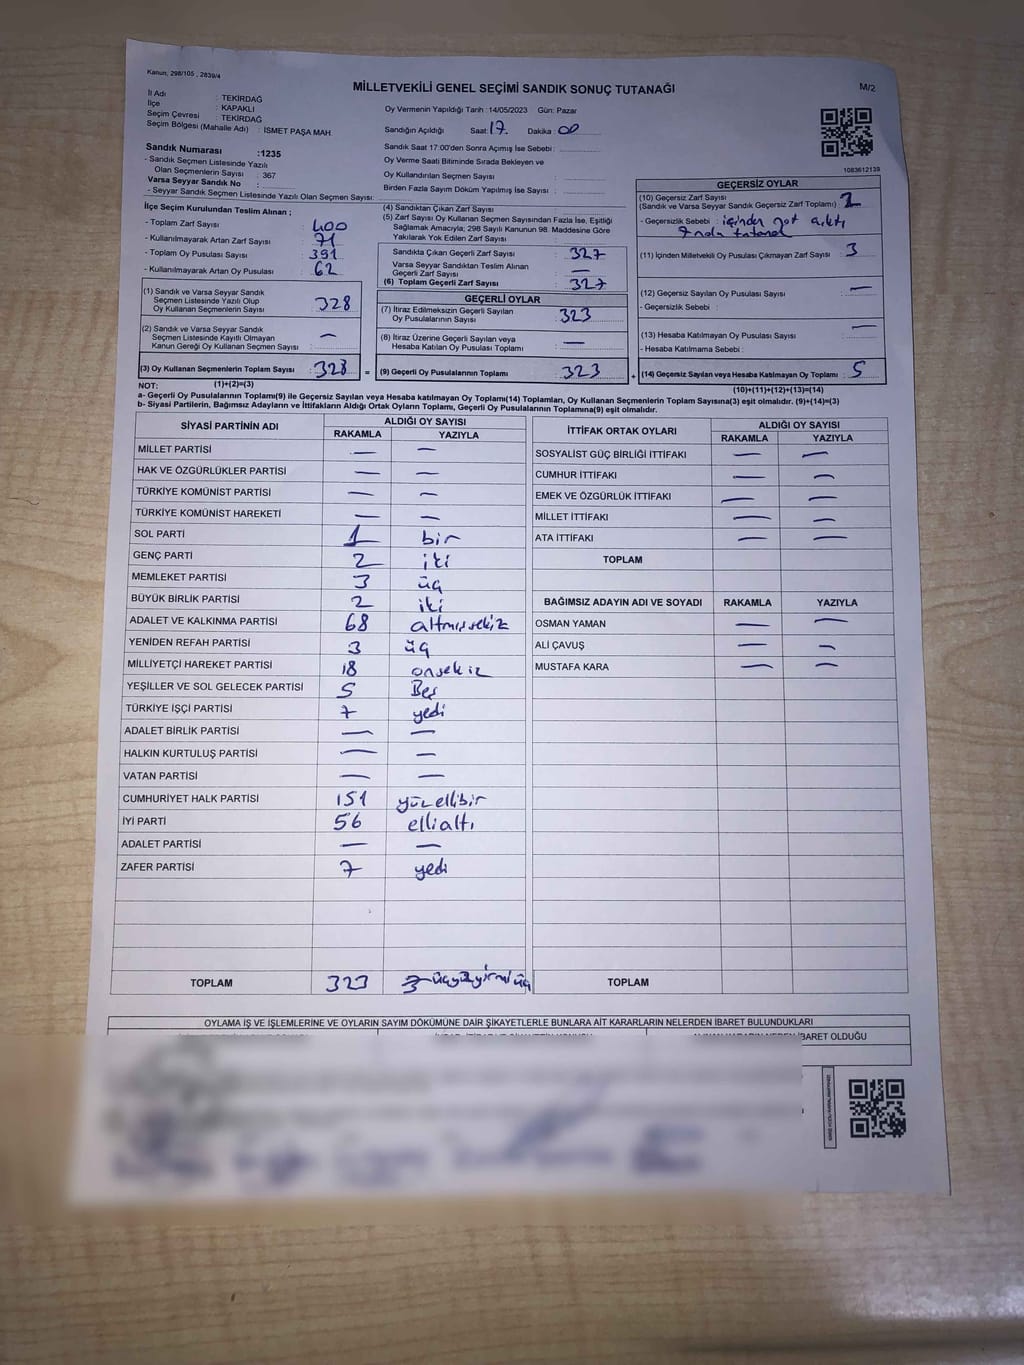 Kanun, 298/105 , 2839/4
MİLLETVEKİLİ GENEL SEÇİMİ SANDIK SONUÇ TUTANAĞI
M/2
İl Adı : TEKİRDAĞ
İlçe : KAPAKLI
Seçim Çevresi : TEKİRDAĞ
Seçim Bölgesi (Mahalle Adı) : İSMET PAŞA MAH.
Sandık Numarası :1235
- Sandık Seçmen Listesinde Yazılı
Olan Seçmenlerin Sayısı : 367
Varsa Seyyar Sandık No :
- Seyyar Sandık Seçmen Listesinde Yazılı Olan Seçmen Sayısı:
Oy Vermenin Yapıldığı Tarih : 14/05/2023 Gün: Pazar
Sandığın Açıldığı Saat: 17. Dakika : 00
Sandık Saat 17:00'den Sonra Açımış İse Sebebi :
Oy Verme Saati Bitiminde Sırada Bekleyen ve
Oy Kullandırılan Seçmen Sayısı :
Birden Fazla Sayım Döküm Yapılmış İse Sayısı :
1083612139
İlçe Seçim Kurulundan Teslim Alınan ;
- Toplam Zarf Sayısı : 400
- Kullanılmayarak Artan Zarf Sayısı : 71
- Toplam Oy Pusulası Sayısı : 391
- Kullanılmayarak Artan Oy Pusulası : 62
(1) Sandık ve Varsa Seyyar Sandık
Seçmen Listesinde Yazılı Olup
Oy Kullanan Seçmenlerin Sayısı : 328
(2) Sandık ve Varsa Seyyar Sandık
Seçmen Listesinde Kayıtlı Olmayan
Kanun Gereği Oy Kullanan Seçmen Sayısı : —
(3) Oy Kullanan Seçmenlerin Toplam Sayısı : 328 =
(4) Sandıktan Çıkan Zarf Sayısı :
(5) Zarf Sayısı Oy Kullanan Seçmen Sayısından Fazla İse, Eşitliği
Sağlamak Amacıyla; 298 Sayılı Kanunun 98. Maddesine Göre
Yakılarak Yok Edilen Zarf Sayısı :
Sandıkta Çıkan Geçerli Zarf Sayısı : 327
Varsa Seyyar Sandıktan Teslim Alınan
Geçerli Zarf Sayısı : —
(6) Toplam Geçerli Zarf Sayısı : 327
GEÇERLİ OYLAR
(7) İtiraz Edilmeksizin Geçerli Sayılan
Oy Pusulalarının Sayısı : 323
(8) İtiraz Üzerine Geçerli Sayılan veya
Hesaba Katılan Oy Pusulası Toplamı : —
(9) Geçerli Oy Pusulalarının Toplamı : 323 +
GEÇERSİZ OYLAR
(10) Geçersiz Zarf Sayısı
(Sandık ve Varsa Seyyar Sandık Geçersiz Zarf Toplamı) :
- Geçersizlik Sebebi : içinden
(11) İçinden Milletvekili Oy Pusulası Çıkmayan Zarf Sayısı : 3
(12) Geçersiz Sayılan Oy Pusulası Sayısı : —
- Geçersizlik Sebebi :
(13) Hesaba Katılmayan Oy Pusulası Sayısı : —
- Hesaba Katılmama Sebebi :
(14) Geçersiz Sayılan veya Hesaba Katılmayan Oy Toplamı : 5
NOT: (1)+(2)=(3)
(10)+(11)+(12)+(13)=(14)
a- Geçerli Oy Pusulalarının Toplamı(9) ile Geçersiz Sayılan veya Hesaba katılmayan Oy Toplamı(14) Toplamları, Oy Kullanan Seçmenlerin Toplam Sayısına(3) eşit olmalıdır. (9)+(14)=(3)
b- Siyasi Partilerin, Bağımsız Adayların ve İttifakların Aldığı Ortak Oyların Toplamı, Geçerli Oy Pusulalarının Toplamına(9) eşit olmalıdır.
SİYASİ PARTİNİN ADI ALDIĞI OY SAYISI
RAKAMLA YAZIYLA
MİLLET PARTİSİ — —
HAK VE ÖZGÜRLÜKLER PARTİSİ — —
TÜRKİYE KOMÜNİST PARTİSİ — —
TÜRKİYE KOMÜNİST HAREKETİ — —
SOL PARTİ 1 bir
GENÇ PARTİ 2 iki
MEMLEKET PARTİSİ 3 üç
BÜYÜK BİRLİK PARTİSİ 2 iki
ADALET VE KALKINMA PARTİSİ 68 altmışsekiz
YENİDEN REFAH PARTİSİ 3 üç
MİLLİYETÇİ HAREKET PARTİSİ 18 onsekiz
YEŞİLLER VE SOL GELECEK PARTİSİ 5 Beş
TÜRKİYE İŞÇİ PARTİSİ 7 yedi
ADALET BİRLİK PARTİSİ — —
HALKIN KURTULUŞ PARTİSİ — —
VATAN PARTİSİ — —
CUMHURİYET HALK PARTİSİ 151 yüzellibir
İYİ PARTİ 56 ellialtı
ADALET PARTİSİ — —
ZAFER PARTİSİ 7 yedi
TOPLAM 323 üçyüzyirmiüç
İTTİFAK ORTAK OYLARI ALDIĞI OY SAYISI
RAKAMLA YAZIYLA
SOSYALİST GÜÇ BİRLİĞİ İTTİFAKI — —
CUMHUR İTTİFAKI — —
EMEK VE ÖZGÜRLÜK İTTİFAKI — —
MİLLET İTTİFAKI — —
ATA İTTİFAKI — —
TOPLAM
BAĞIMSIZ ADAYIN ADI VE SOYADI RAKAMLA YAZIYLA
OSMAN YAMAN — —
ALİ ÇAVUŞ — —
MUSTAFA KARA — —
TOPLAM
OYLAMA İŞ VE İŞLEMLERİNE VE OYLARIN SAYIM DÖKÜMÜNE DAİR ŞİKAYETLERLE BUNLARA AİT KARARLARIN NELERDEN İBARET BULUNDUKLARI
İBARET OLDUĞU